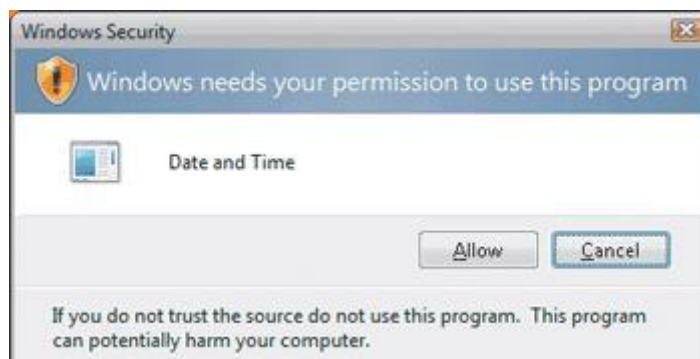 Windows Security
Windows needs your permission to use this program
Date and Time
Allow
Cancel
If you do not trust the source do not use this program. This program
can potentially harm your computer.